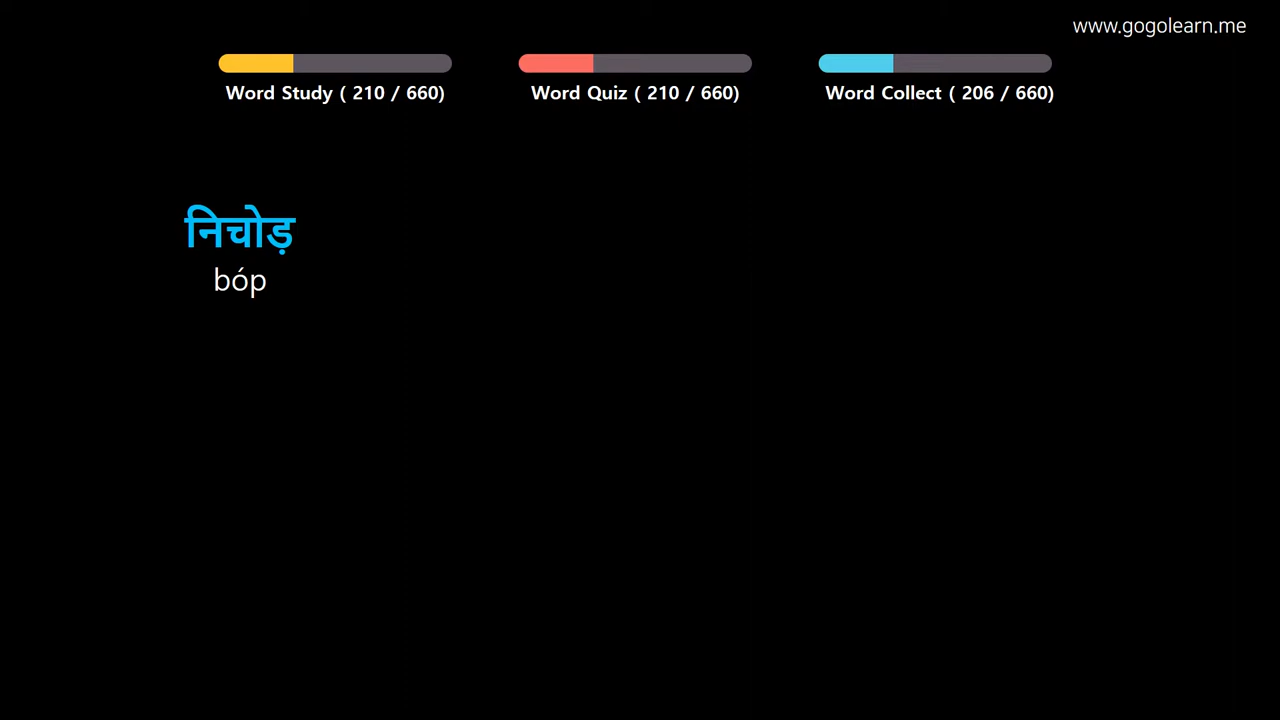 www.gogolearn.me
Word Study ( 210 / 660)
Word Quiz ( 210 / 660)
Word Collect ( 206 / 660)
निचोड़
bóp